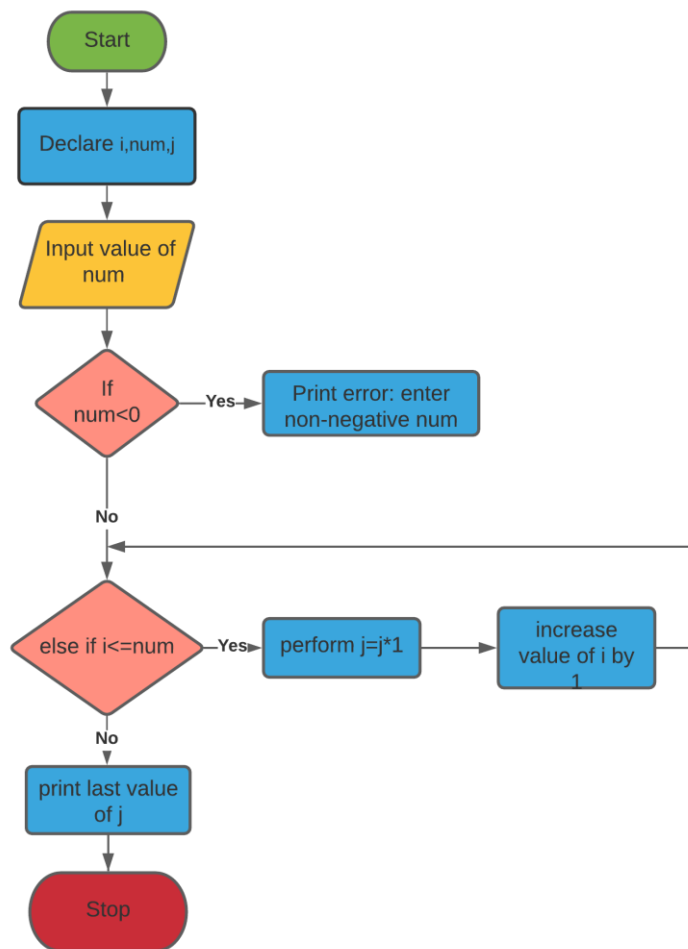 Start
Declare i,num,j
Input value of
num
If
num<0
Yes
Print error: enter
non-negative num
No
else if i<=num
Yes
perform j=j*1
increase
value of i by
1
No
print last value
of j
Stop